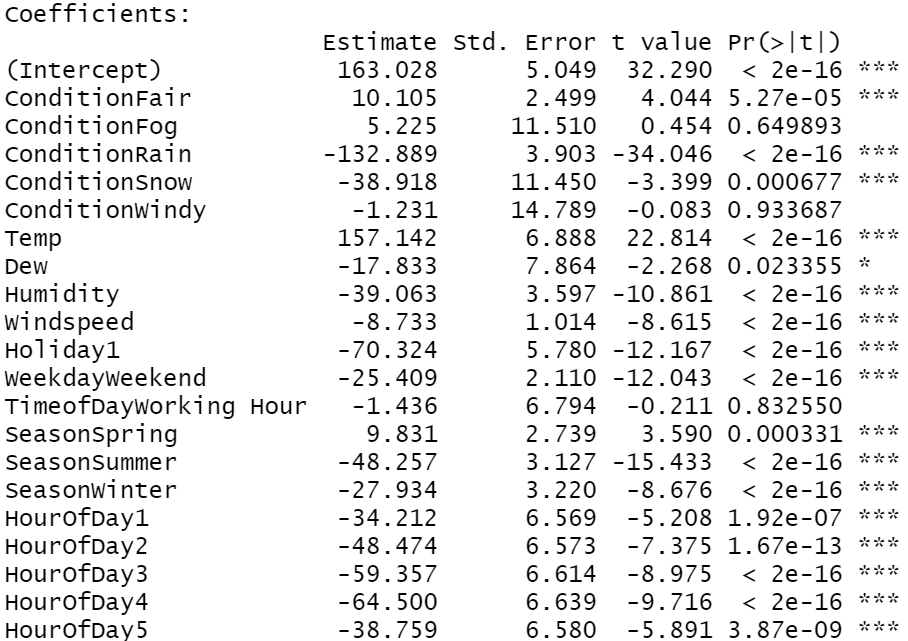 Coefficients:
Estimate Std. Error t value Pr(>|t|)
(Intercept) 163.028 5.049 32.290 < 2e-16 ***
ConditionFair 10.105 2.499 4.044 5.27e-05 ***
ConditionFog 5.225 11.510 0.454 0.649893
ConditionRain -132.889 3.903 -34.046 < 2e-16 ***
ConditionSnow -38.918 11.450 -3.399 0.000677 ***
ConditionWindy -1.231 14.789 -0.083 0.933687
Temp 157.142 6.888 22.814 < 2e-16 ***
Dew -17.833 7.864 -2.268 0.023355 *
Humidity -39.063 3.597 -10.861 < 2e-16 ***
Windspeed -8.733 1.014 -8.615 < 2e-16 ***
Holiday1 -70.324 5.780 -12.167 < 2e-16 ***
WeekdayWeekend -25.409 2.110 -12.043 < 2e-16 ***
TimeofDayWorking Hour -1.436 6.794 -0.211 0.832550
SeasonSpring 9.831 2.739 3.590 0.000331 ***
SeasonSummer -48.257 3.127 -15.433 < 2e-16 ***
SeasonWinter -27.934 3.220 -8.676 < 2e-16 ***
HourOfDay1 -34.212 6.569 -5.208 1.92e-07 ***
HourOfDay2 -48.474 6.573 -7.375 1.67e-13 ***
HourOfDay3 -59.357 6.614 -8.975 < 2e-16 ***
HourOfDay4 -64.500 6.639 -9.716 < 2e-16 ***
HourOfDay5 -38.759 6.580 -5.891 3.87e-09 ***